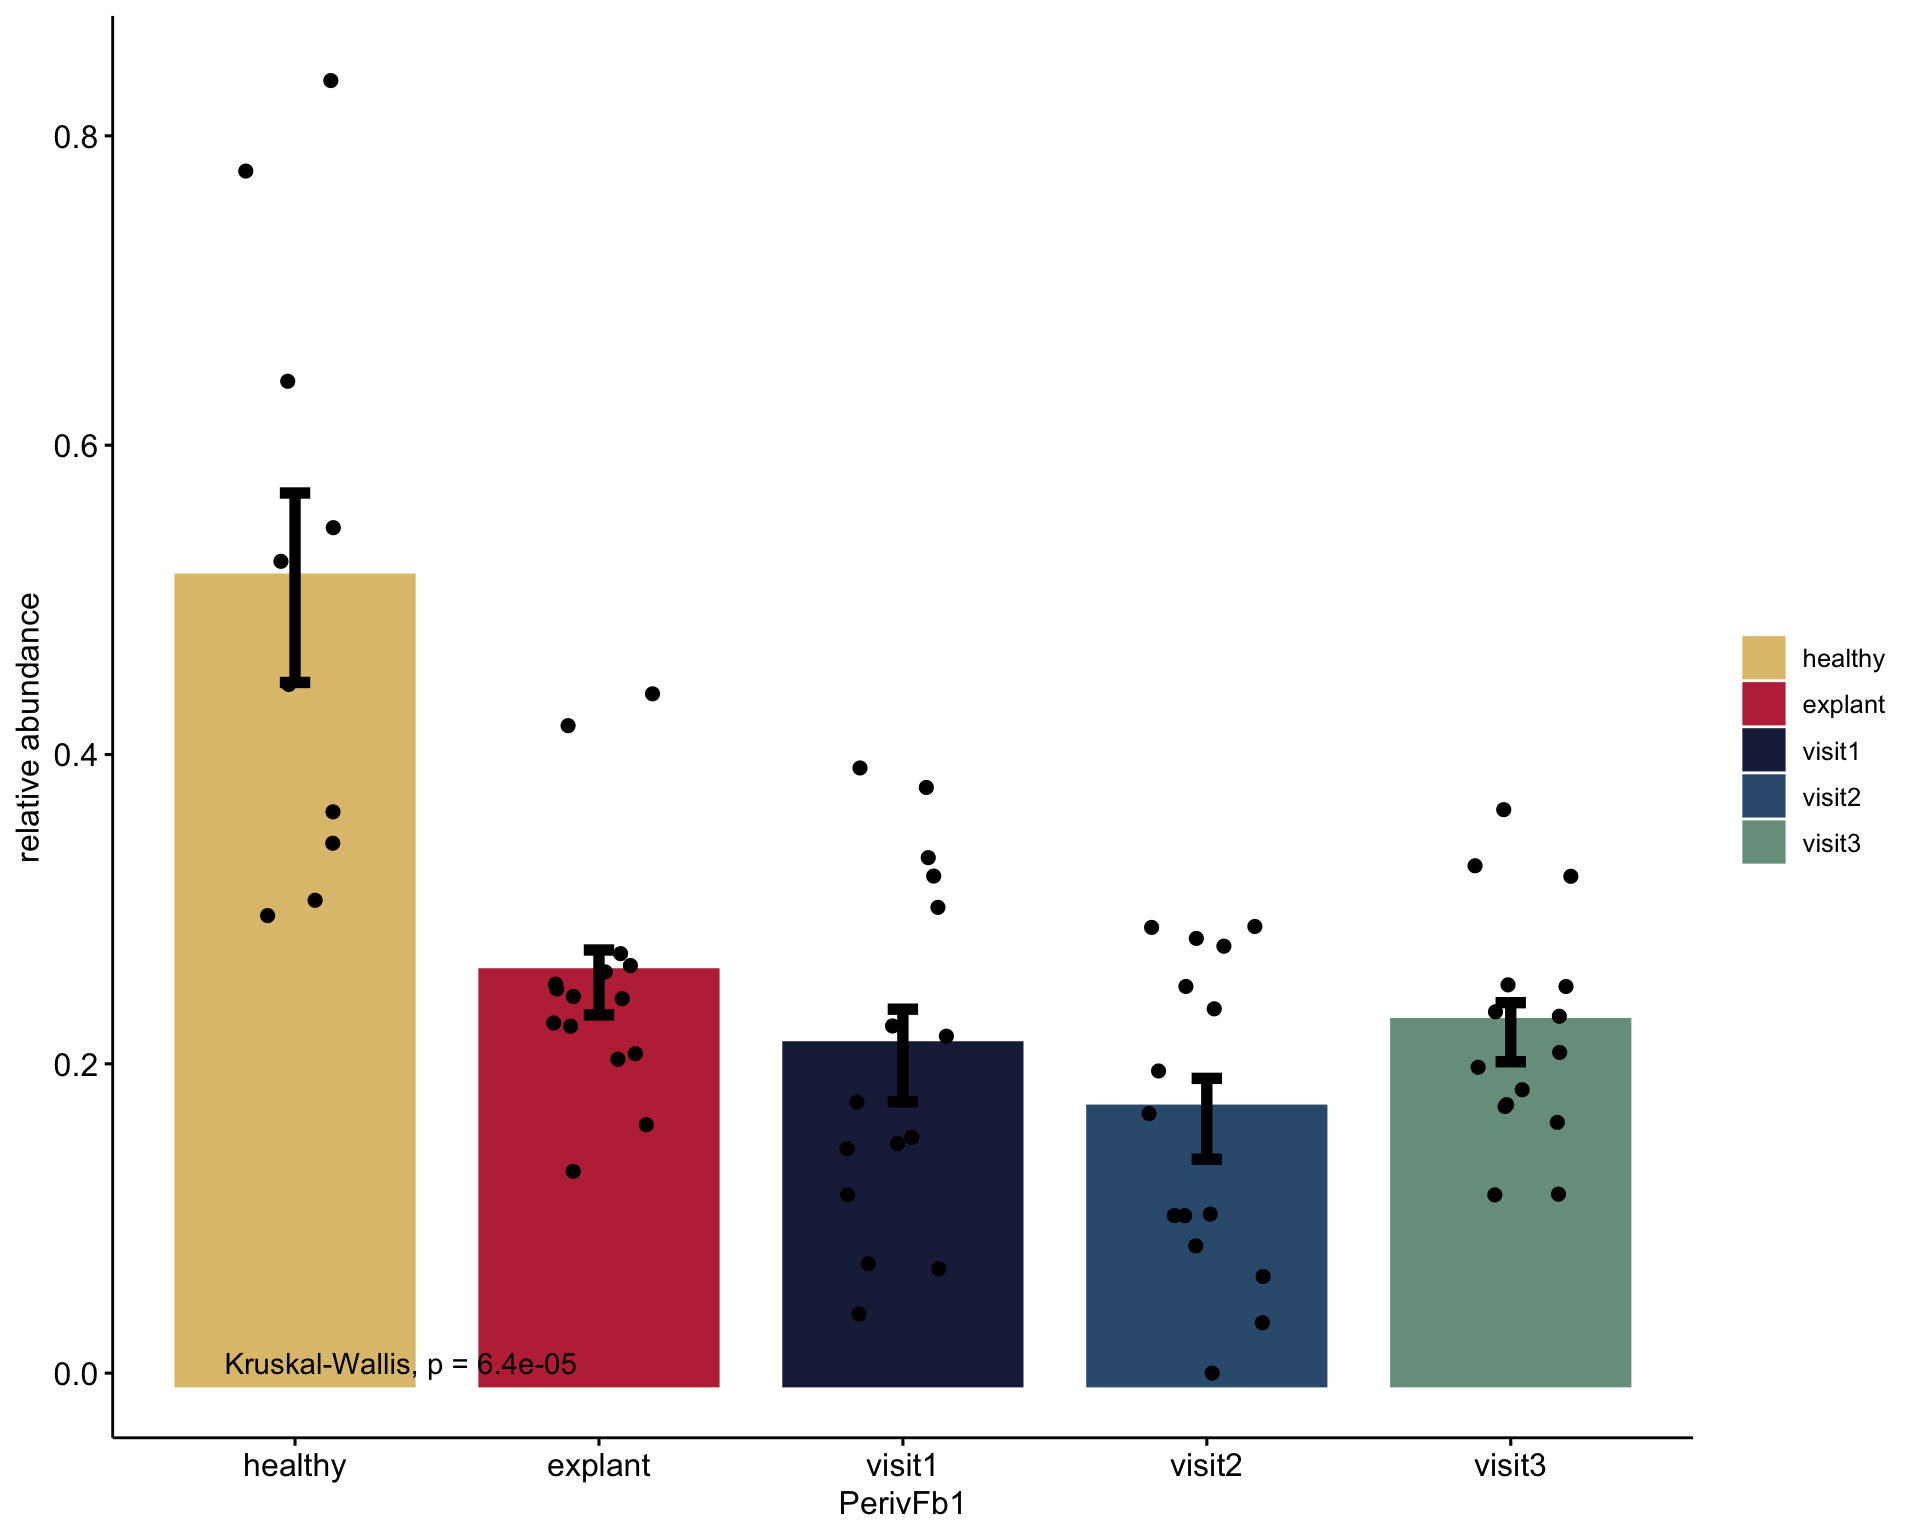 relative abundance
0.8
0.6
0.4
0.2
0.0
Kruskal-Wallis, p = 6.4e-05
healthy
explant
visit1
visit2
visit3
PerivFb1
healthy
explant
visit1
visit2
visit3